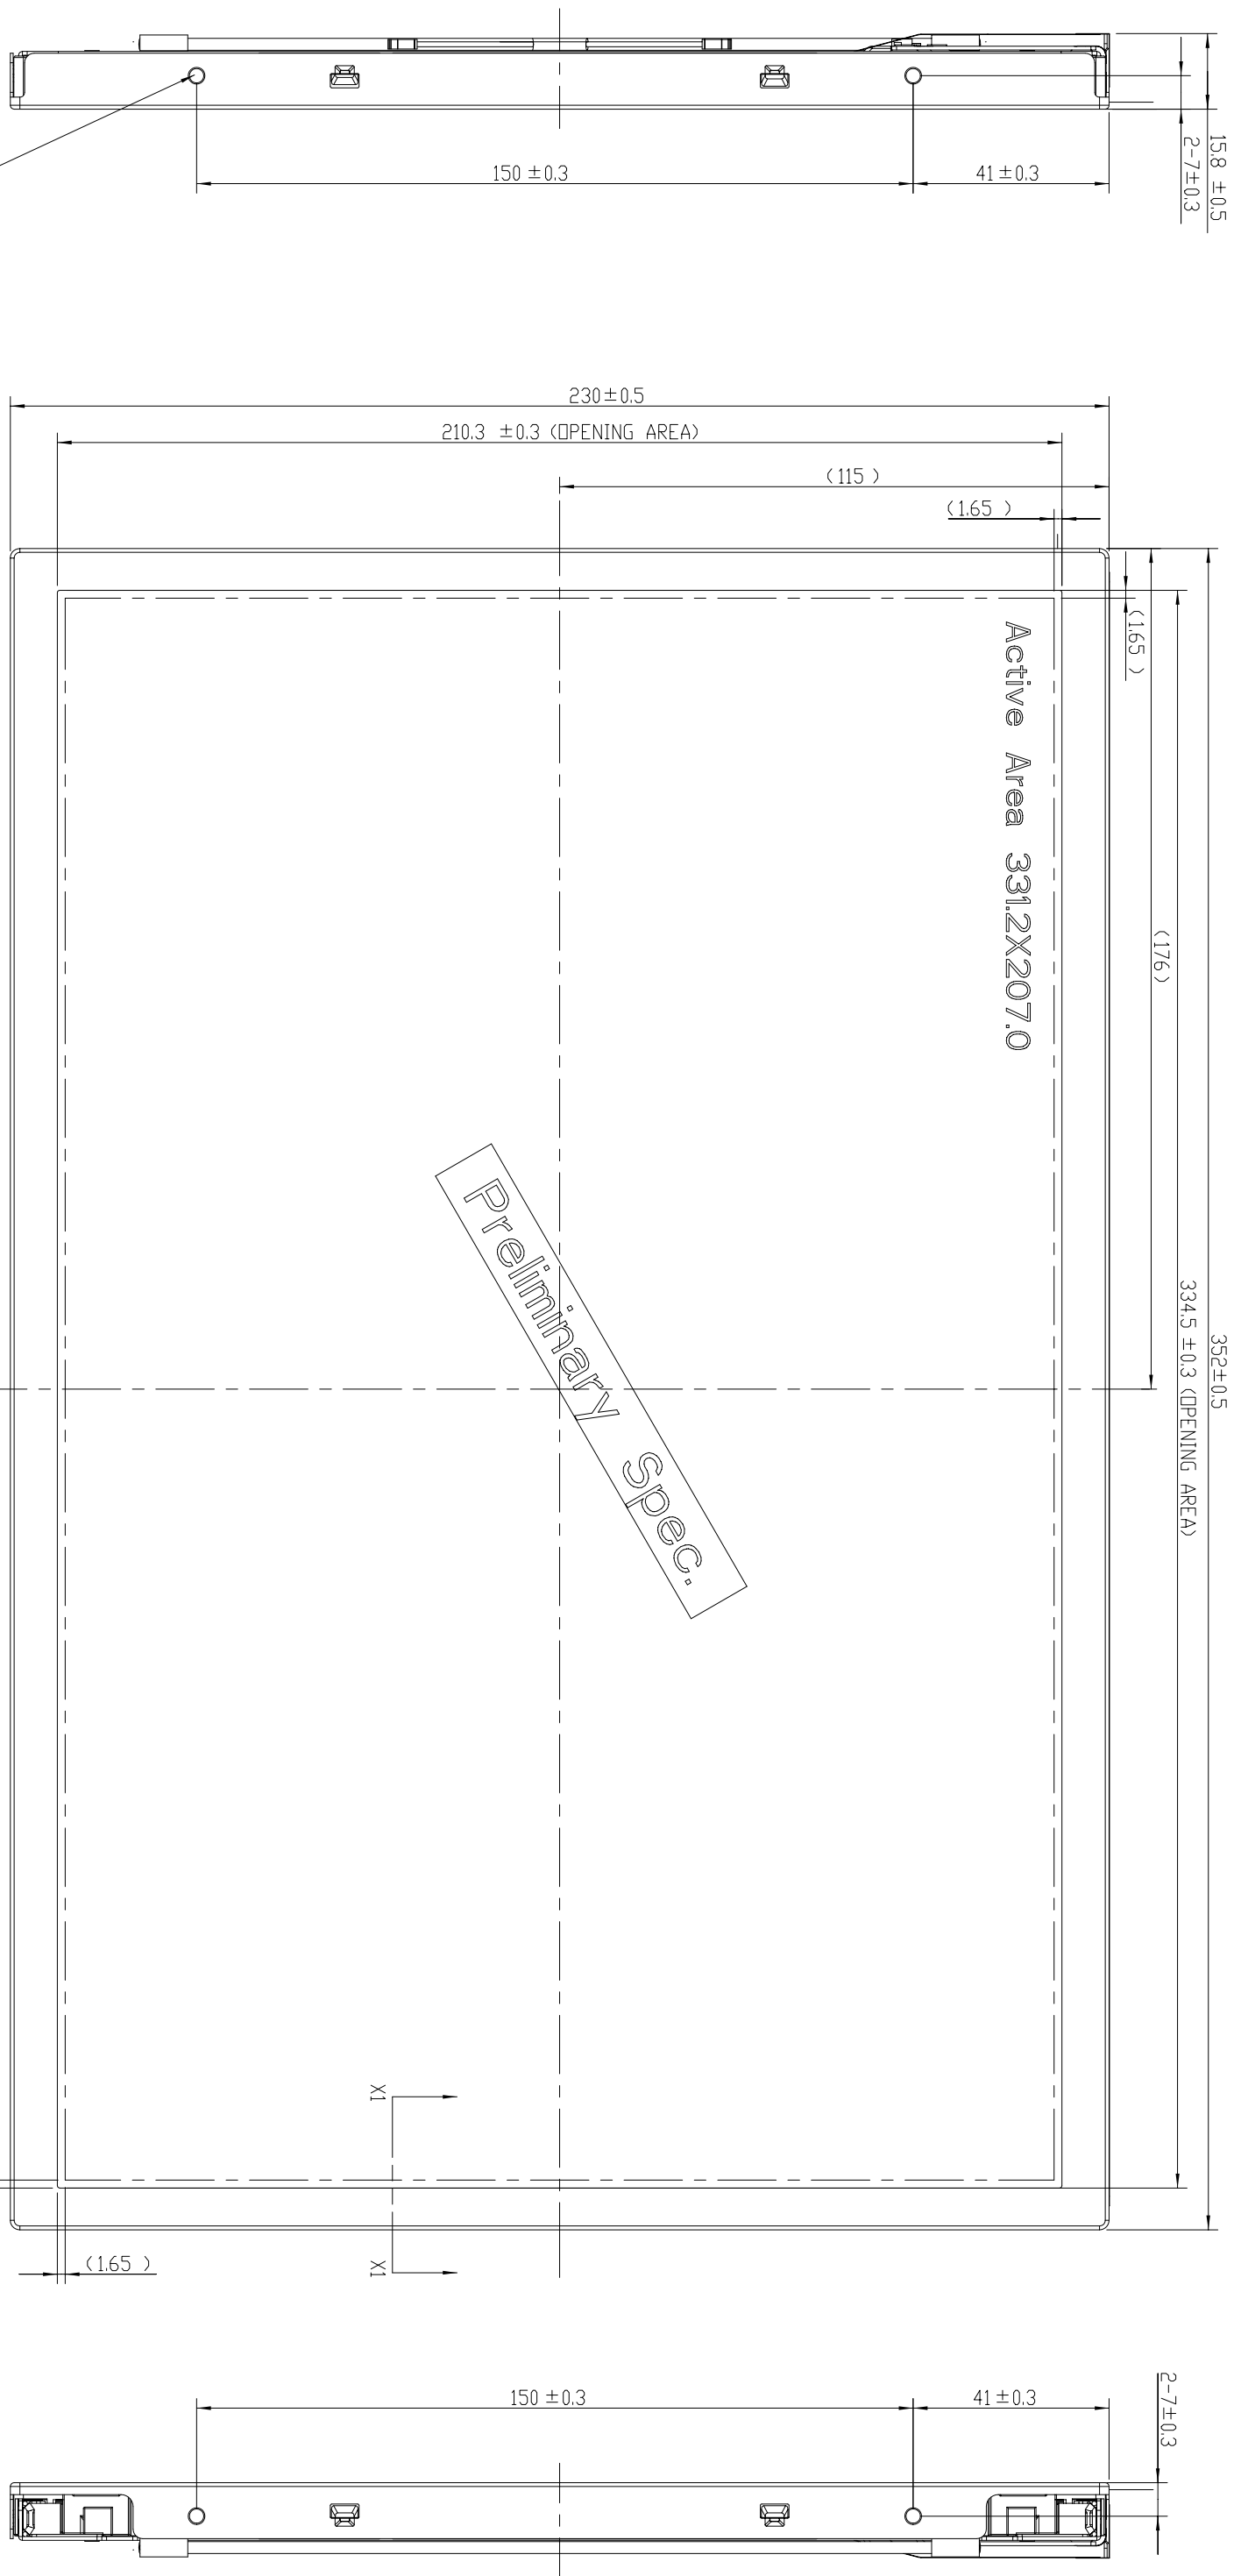 15.8 ±0.5
2-7±0.3
150 ±0.3
41±0.3
230±0.5
210.3 ±0.3 (OPENING AREA)
(115 )
(1.65 )
(1.65 )
(176 )
334.5 ±0.3 (OPENING AREA)
352±0.5
Active Area 331.2X207.0
Preliminary Spec.
X1
X1
(1.65 )
150 ±0.3
41±0.3
2-7±0.3